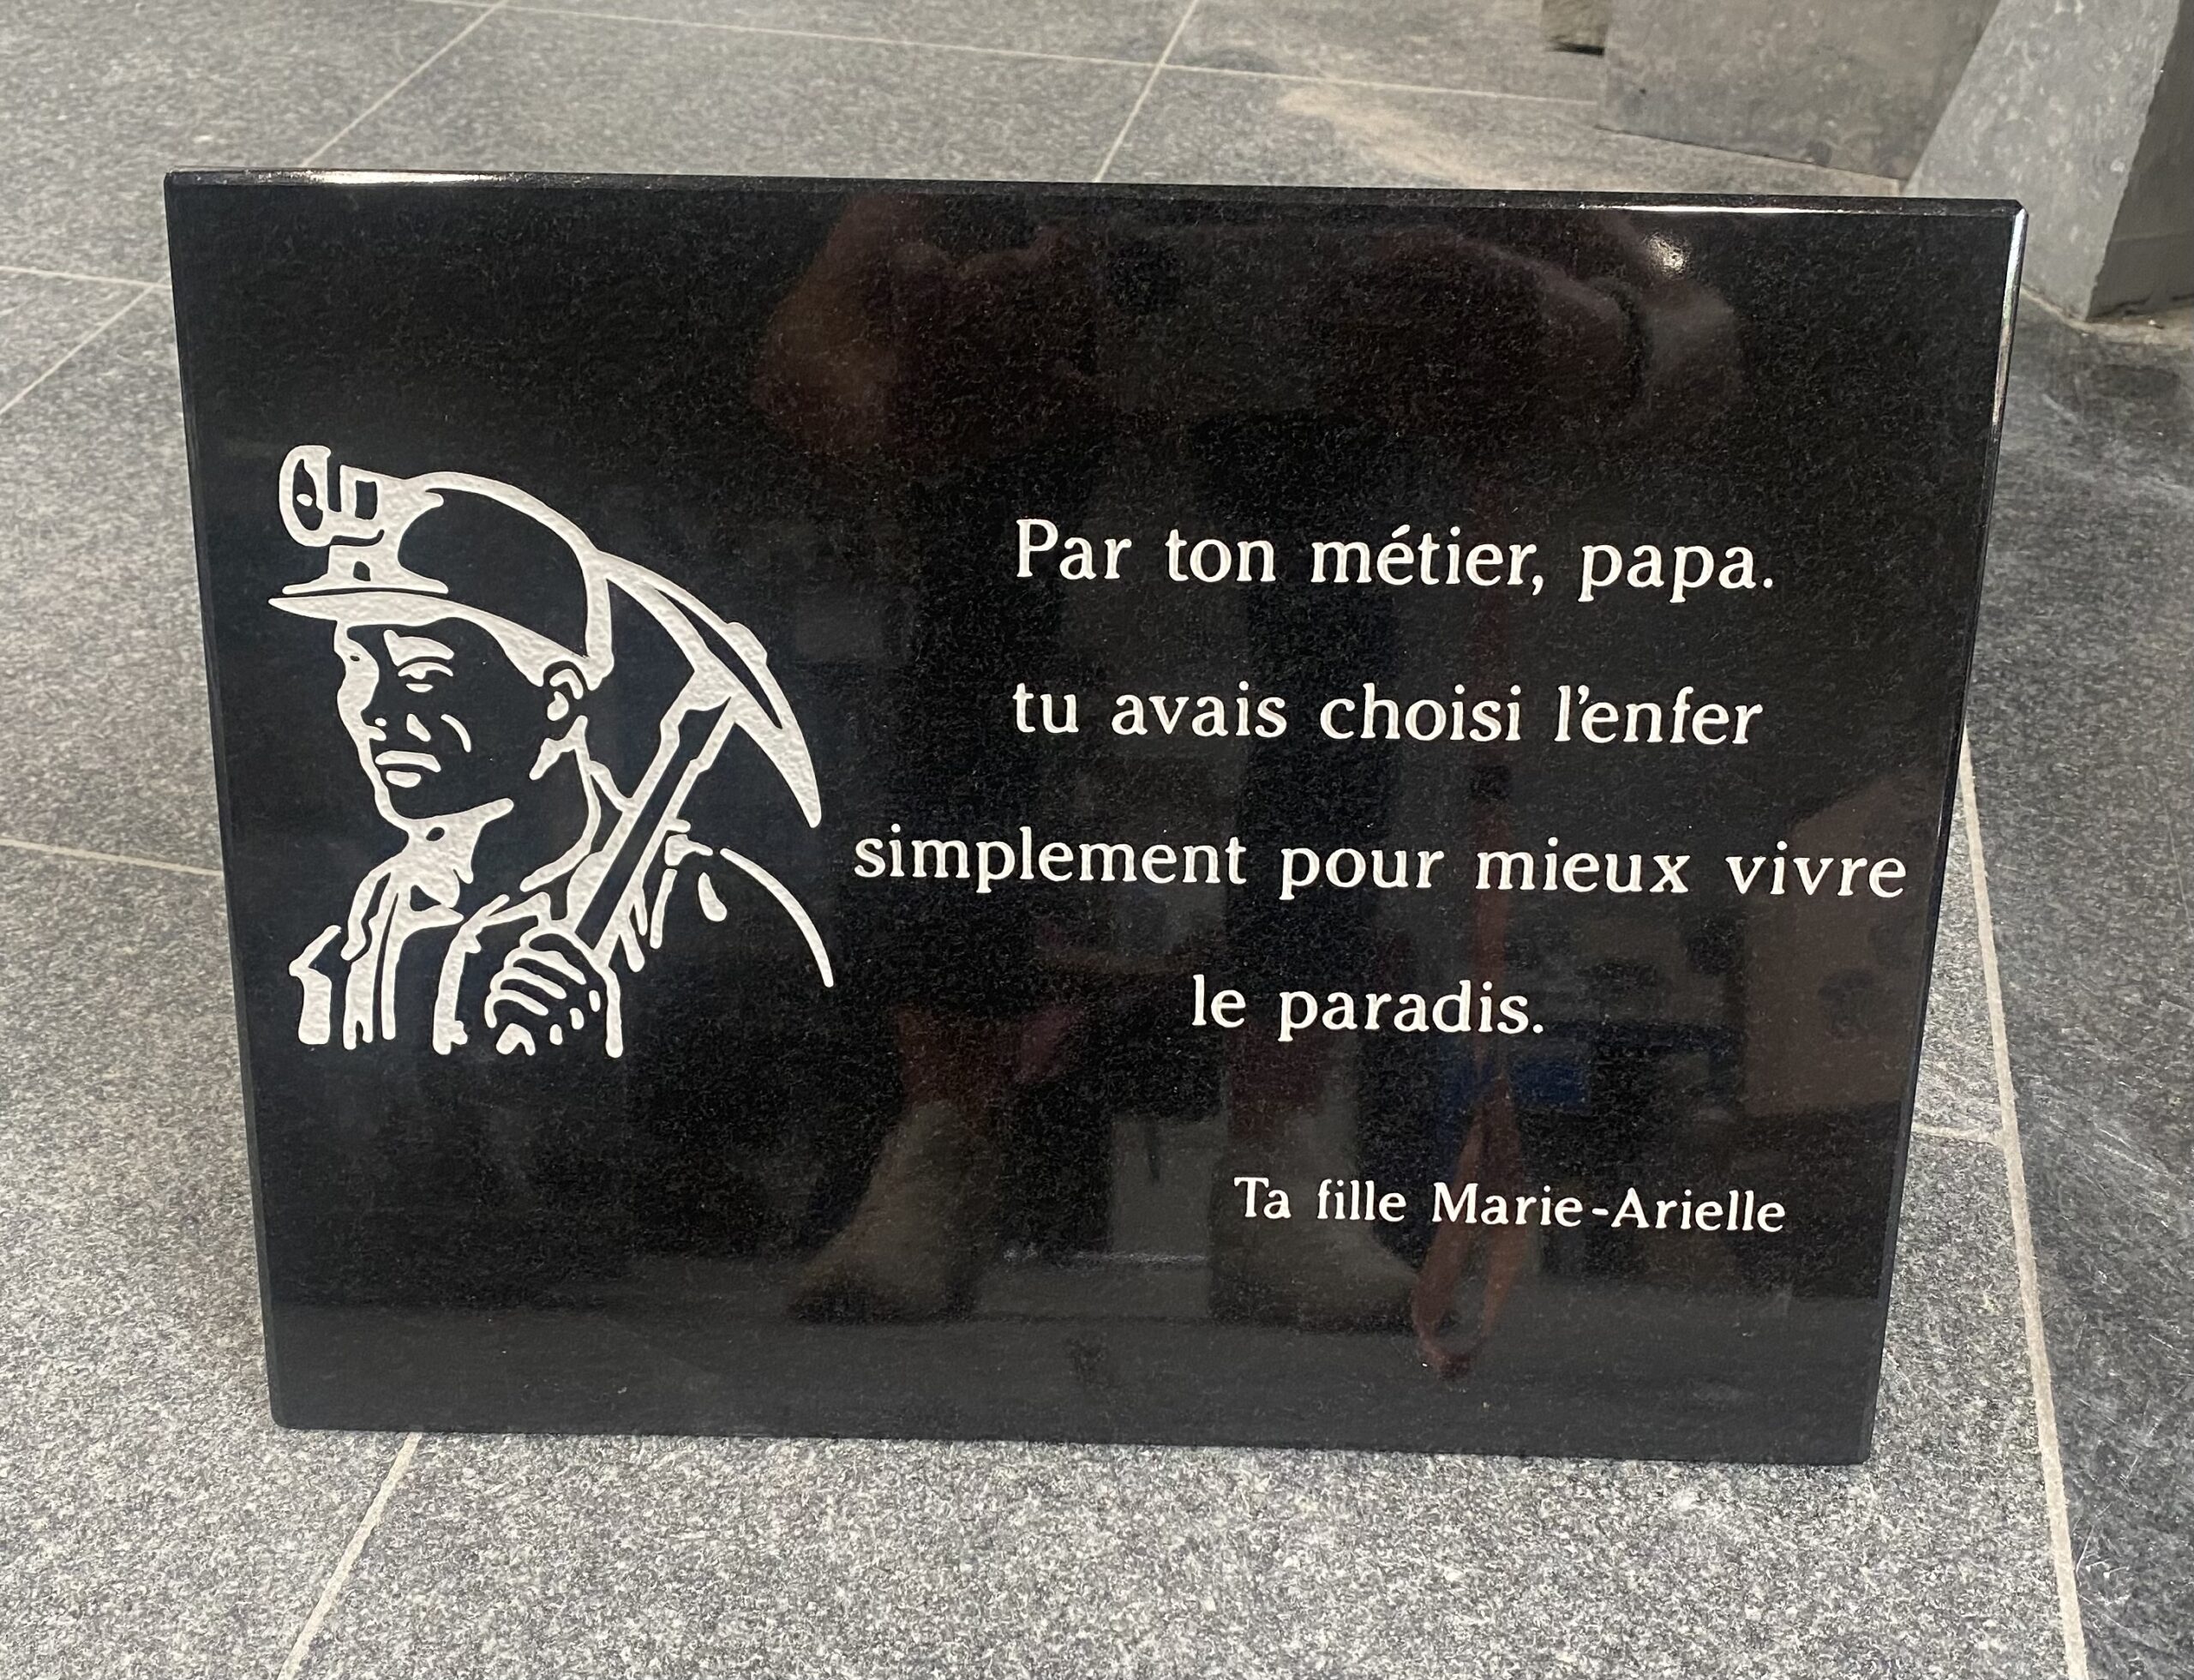 Par ton métier, papa.
tu avais choisi l'enfer
simplement pour mieux vivre
le paradis.
Ta fille Marie-Arielle